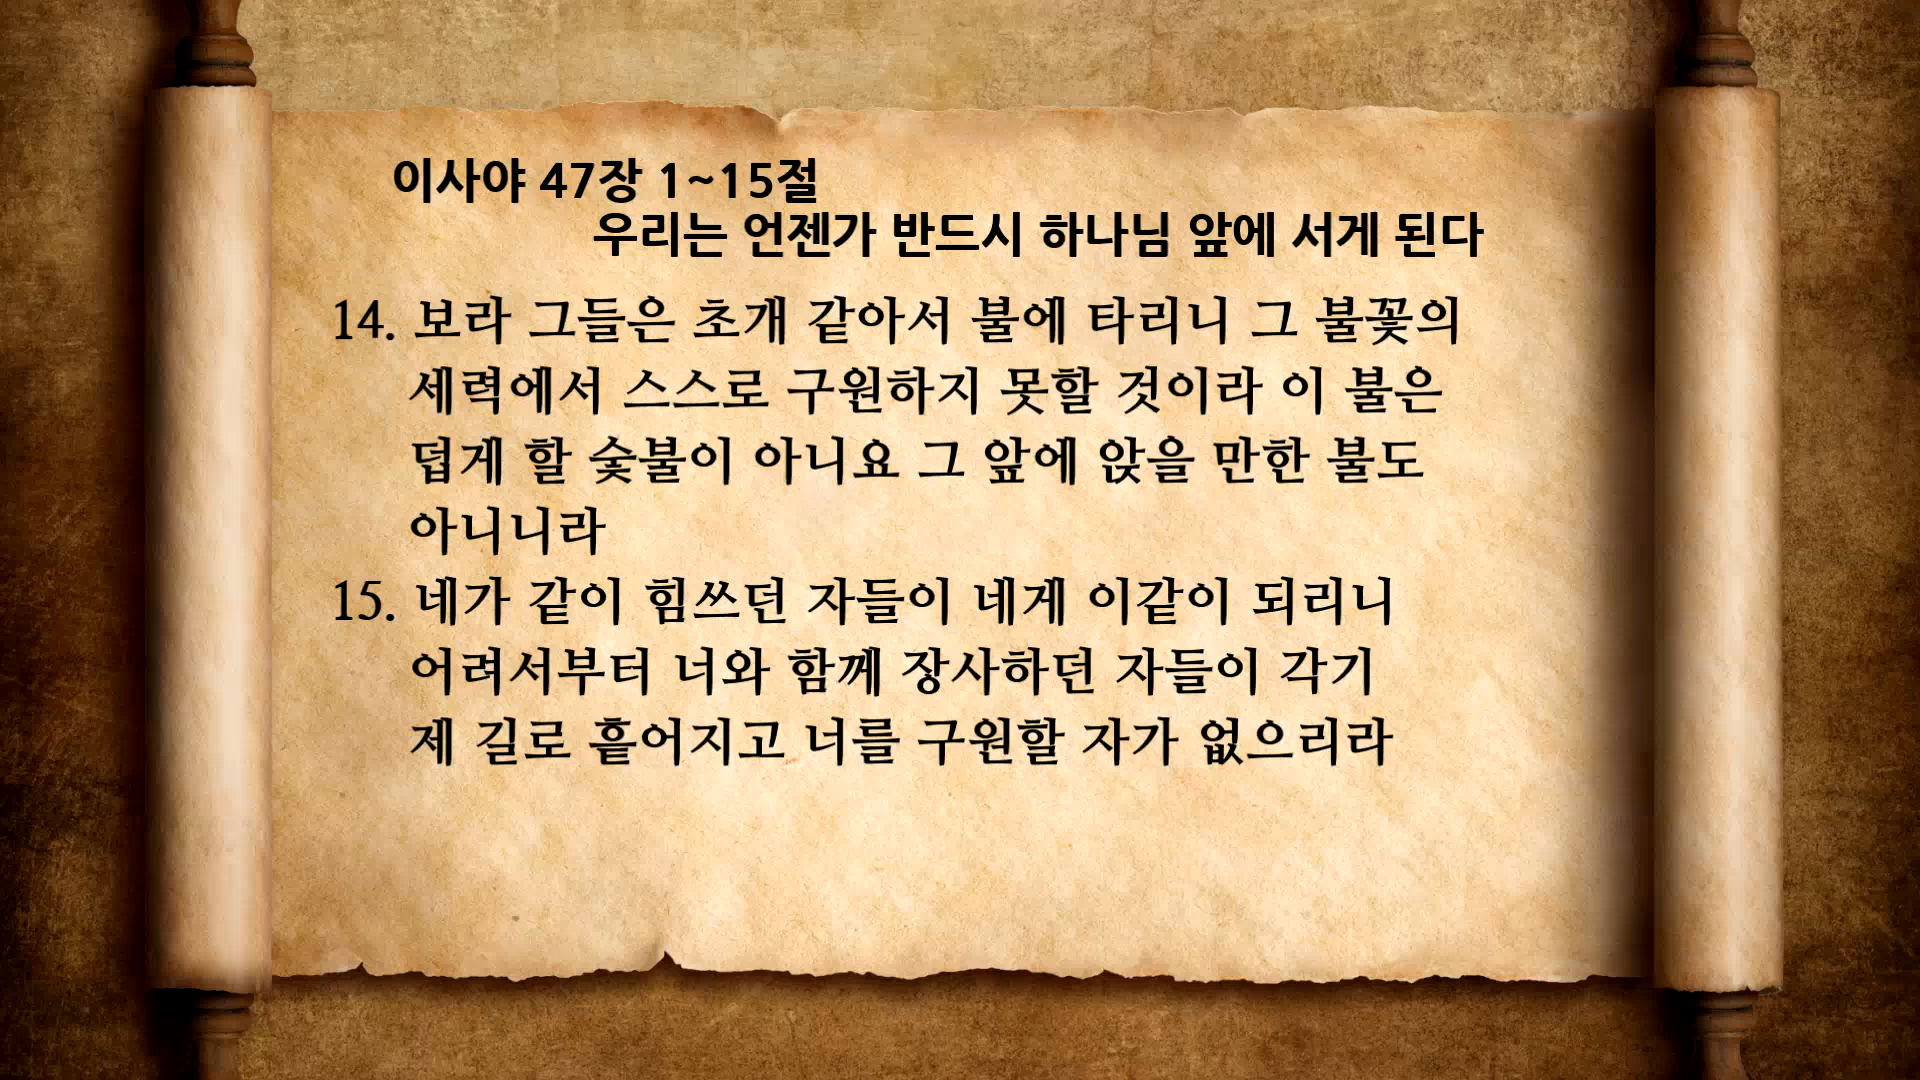 이사야 47장 1~15절
우리는 언젠가 반드시 하나님 앞에 서게 된다
14. 보라 그들은 초개 같아서 불에 타리니 그 불꽃의
세력에서 스스로 구원하지 못할 것이라 이 불은
덥게 할 숯불이 아니요 그 앞에 앉을 만한 불도
아니니라
15. 네가 같이 힘쓰던 자들이 네게 이같이 되리니
어려서부터 너와 함께 장사하던 자들이 각기
제 길로 흩어지고 너를 구원할 자가 없으리라